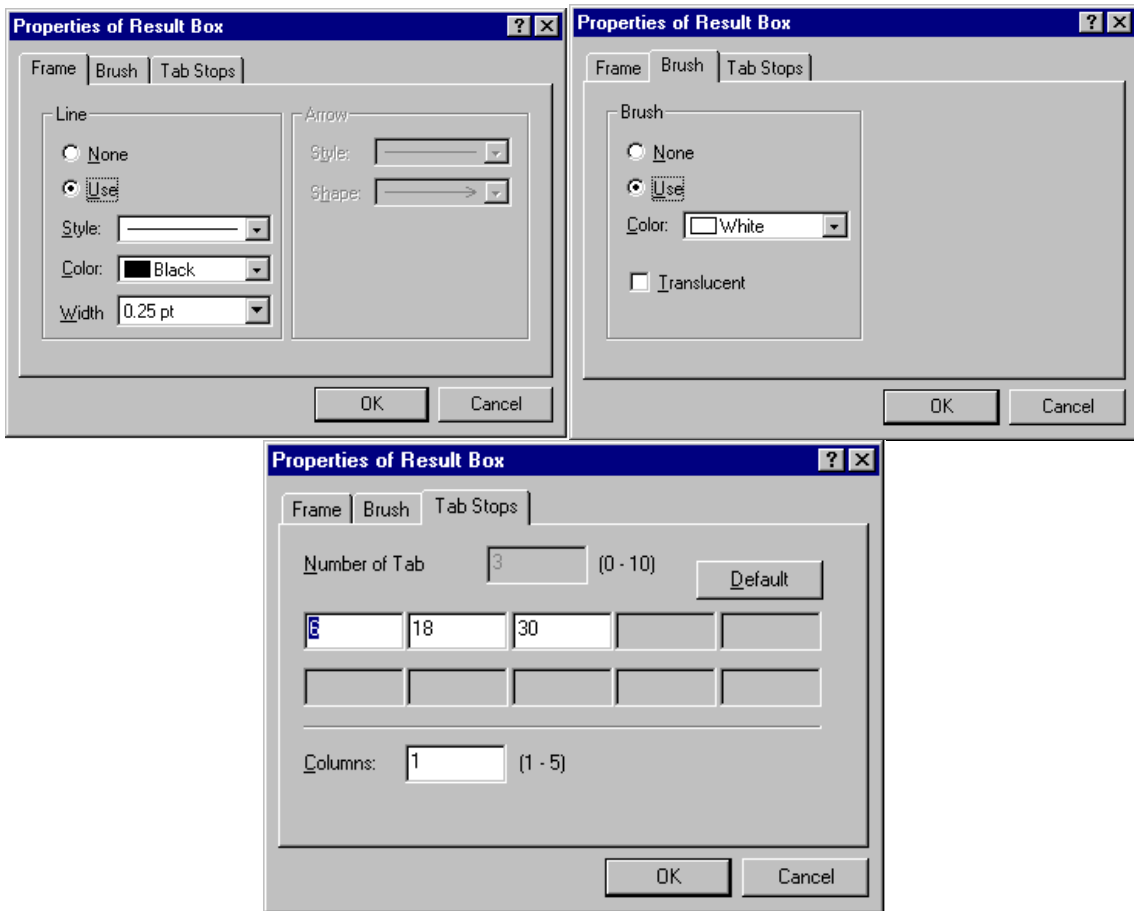 Properties of Result Box
Frame Brush Tab Stops
Line
None
Use
Style:
Color: Black
Width 0.25 pt
Arrow
Style:
Shape:
OK Cancel
Properties of Result Box
Frame Brush Tab Stops
Brush
None
Use
Color: White
Translucent
OK Cancel
Properties of Result Box
Frame Brush Tab Stops
Number of Tab 3 (0 - 10)
Default
6 18 30
Columns: 1 (1 - 5)
OK Cancel